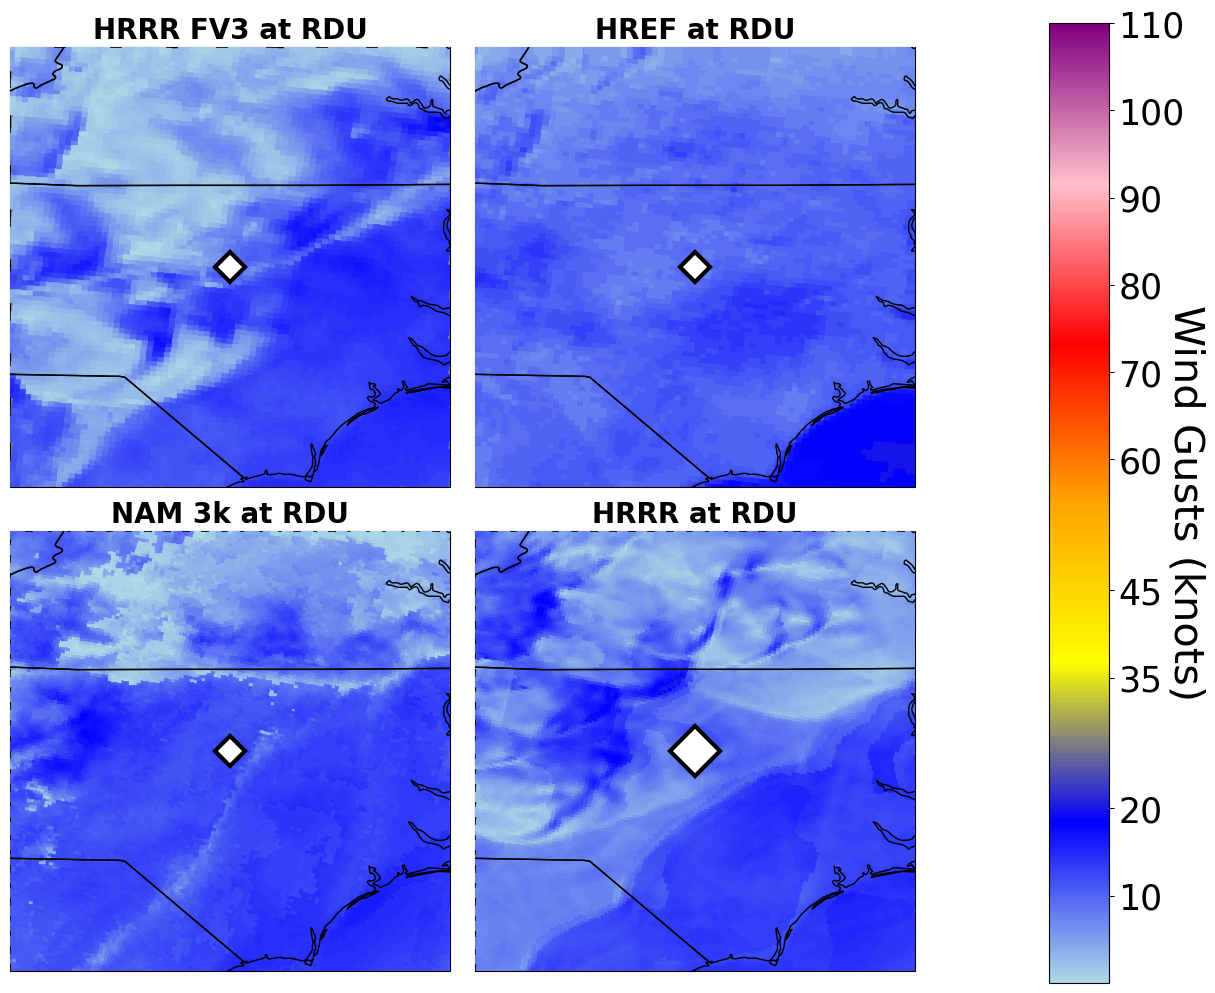 HRRR FV3 at RDU
HREF at RDU
NAM 3k at RDU
HRRR at RDU
110
100
90
80
70
60
45
35
20
10
Wind Gusts (knots)